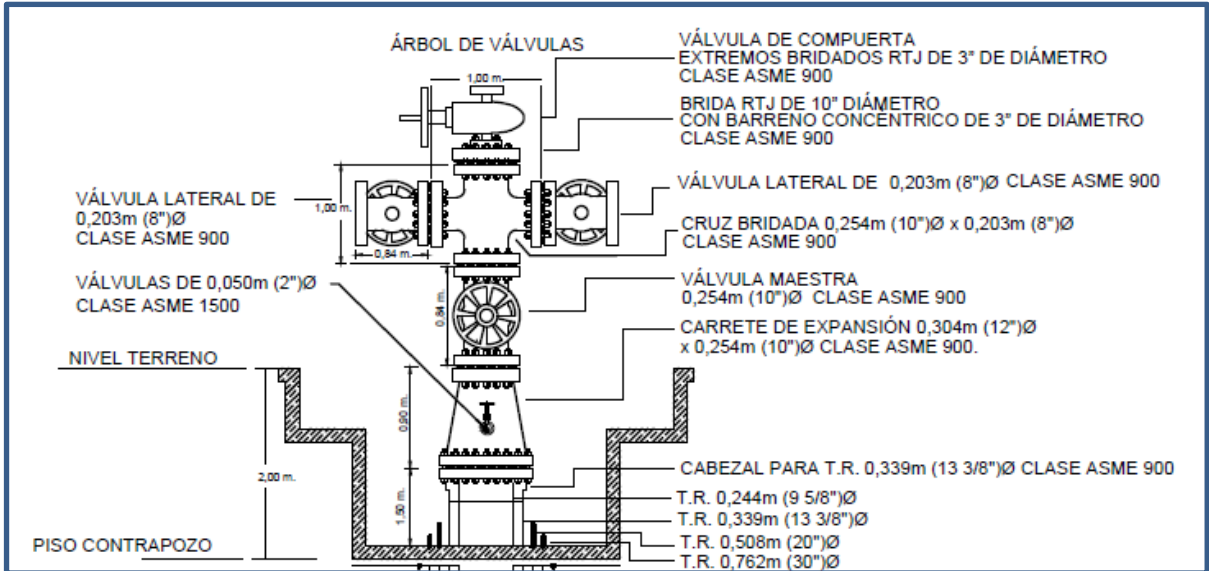 ÁRBOL DE VÁLVULAS
1,00 m.
VÁLVULA DE COMPUERTA
EXTREMOS BRIDADOS RTJ DE 3" DE DIÁMETRO
CLASE ASME 900
BRIDA RTJ DE 10" DIÁMETRO
CON BARRENO CONCÉNTRICO DE 3" DE DIÁMETRO
CLASE ASME 900
VÁLVULA LATERAL DE
0,203m (8")Ø
CLASE ASME 900
1,00 m.
0,84 m.
VÁLVULA LATERAL DE 0,203m (8")Ø CLASE ASME 900
CRUZ BRIDADA 0,254m (10")Ø x 0,203m (8")Ø
CLASE ASME 900
VÁLVULAS DE 0,050m (2")Ø
CLASE ASME 1500
0,84 m.
VÁLVULA MAESTRA
0,254m (10")Ø CLASE ASME 900
CARRETE DE EXPANSIÓN 0,304m (12")Ø
x 0,254m (10")Ø CLASE ASME 900.
NIVEL TERRENO
0,90 m.
2,00 m.
1,50 m.
CABEZAL PARA T.R. 0,339m (13 3/8")Ø CLASE ASME 900
T.R. 0,244m (9 5/8")Ø
T.R. 0,339m (13 3/8")Ø
T.R. 0,508m (20")Ø
T.R. 0,762m (30")Ø
PISO CONTRAPOZO